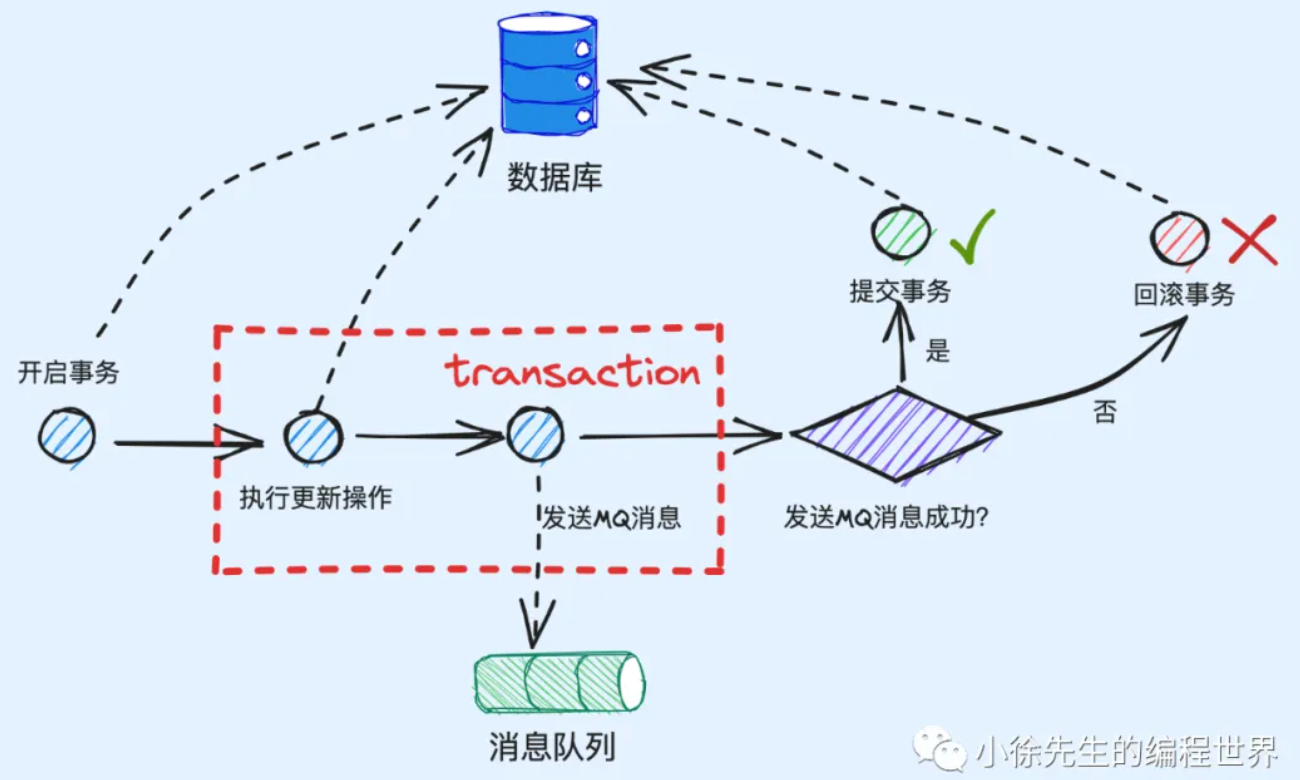 数据库
提交事务
回滚事务
是
transaction
开启事务
否
执行更新操作
发送MQ消息
发送MQ消息成功?
消息队列
小徐先生的编程世界